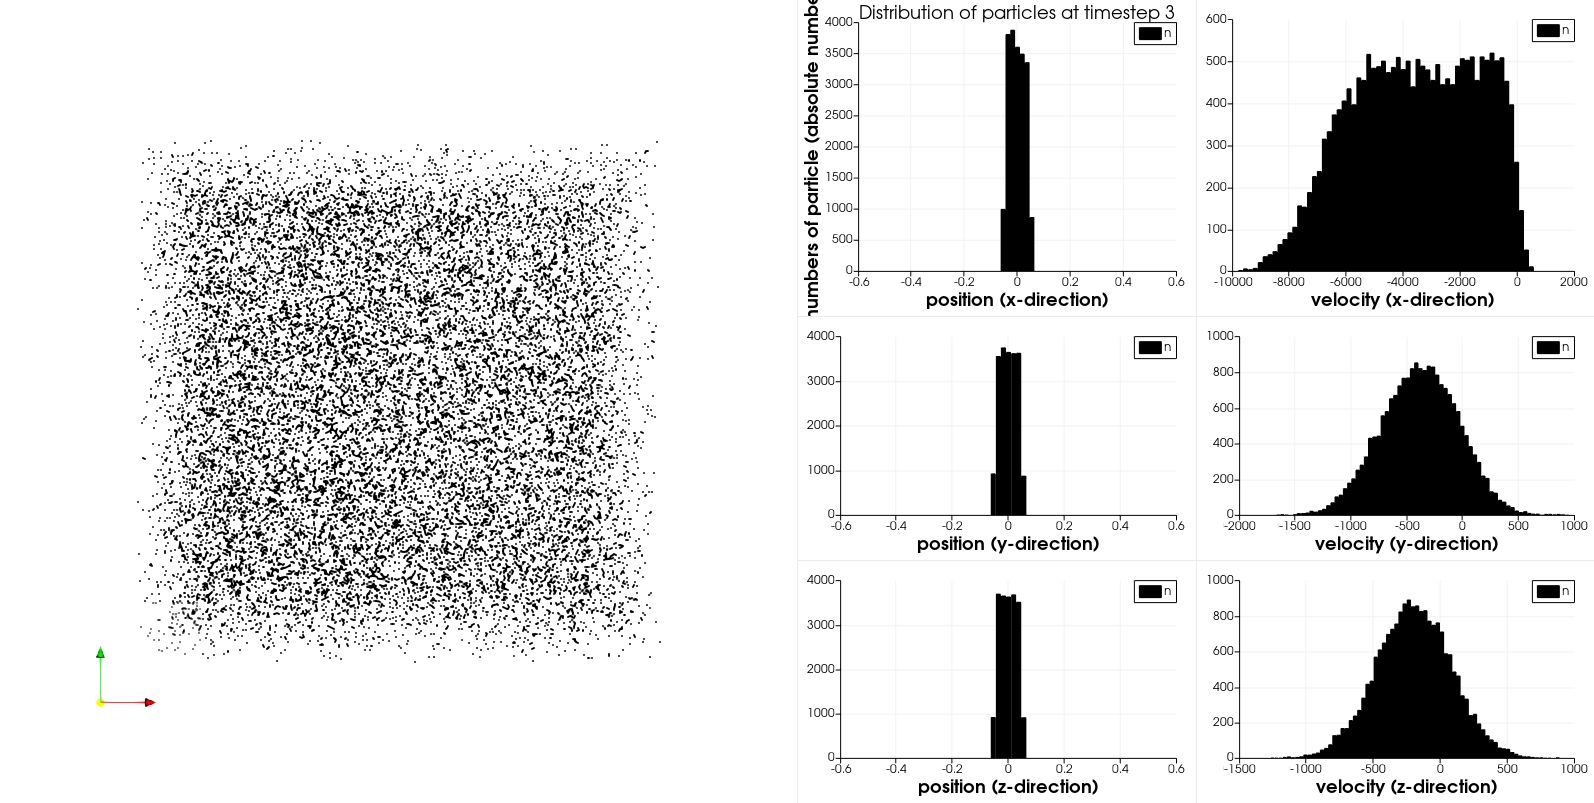 Distribution of particles at timestep 3
numbers of particle (absolute numbe
4000
3500
3000
2500
2000
1500
1000
500
0
n
-0.6 -0.4 -0.2 0 0.2 0.4 0.6
position (x-direction)
600
500
400
300
200
100
0
n
-10000 -8000 -6000 -4000 -2000 0 2000
velocity (x-direction)
4000
3000
2000
1000
0
n
-0.6 -0.4 -0.2 0 0.2 0.4 0.6
position (y-direction)
1000
800
600
400
200
0
n
-2000 -1500 -1000 -500 0 500 1000
velocity (y-direction)
4000
3000
2000
1000
0
n
-0.6 -0.4 -0.2 0 0.2 0.4 0.6
position (z-direction)
1000
800
600
400
200
0
n
-1500 -1000 -500 0 500 1000
velocity (z-direction)